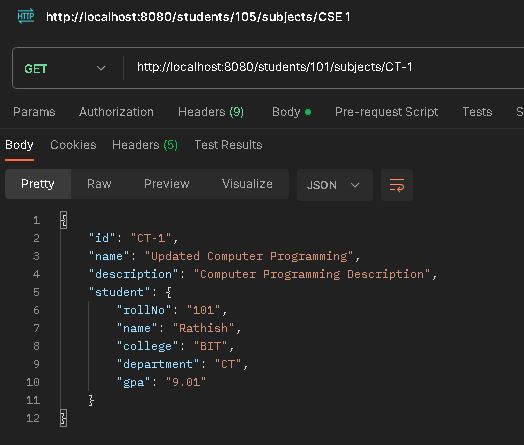 HTTP http://localhost:8080/students/105/subjects/CSE 1
GET http://localhost:8080/students/101/subjects/CT-1
Params Authorization Headers (9) Body Pre-request Script Tests S
Body Cookies Headers (5) Test Results
Pretty Raw Preview Visualize JSON
1 {
2 "id": "CT-1",
3 "name": "Updated Computer Programming",
4 "description": "Computer Programming Description",
5 "student": {
6 "rollNo": "101",
7 "name": "Rathish",
8 "college": "BIT",
9 "department": "CT",
10 "gpa": "9.01"
11 }
12 }